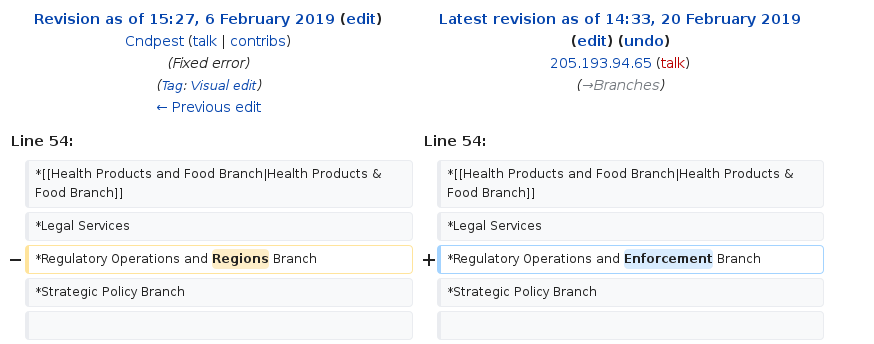 Revision as of 15:27, 6 February 2019 (edit)
Cndpest (talk | contribs)
(Fixed error)
(Tag: Visual edit)
← Previous edit
Latest revision as of 14:33, 20 February 2019
(edit) (undo)
205.193.94.65 (talk)
(→Branches)
Line 54:
Line 54:
*[[Health Products and Food Branch|Health Products &
Food Branch]]
*[[Health Products and Food Branch|Health Products &
Food Branch]]
*Legal Services
*Legal Services
− *Regulatory Operations and Regions Branch
+ *Regulatory Operations and Enforcement Branch
*Strategic Policy Branch
*Strategic Policy Branch